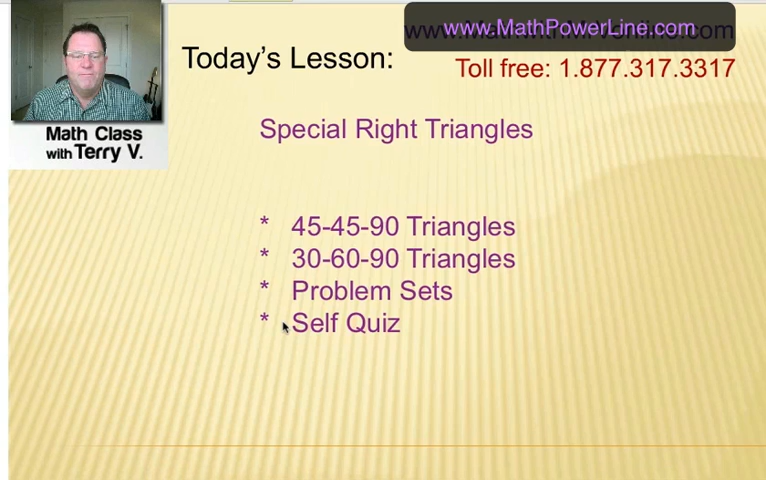 www.MathPowerLine.com
Today's Lesson:
Toll free: 1.877.317.3317
Math Class
with Terry V.
Special Right Triangles
* 45-45-90 Triangles
* 30-60-90 Triangles
* Problem Sets
* Self Quiz